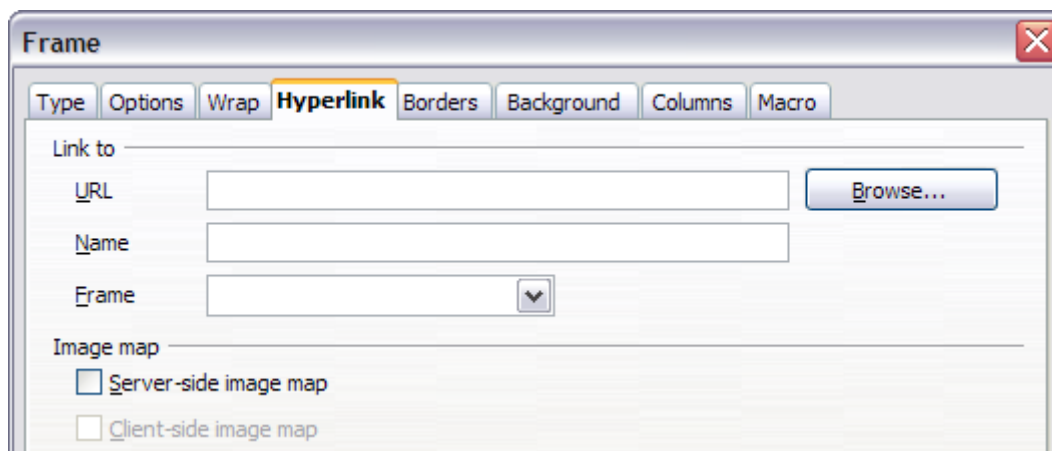 Frame
Type Options Wrap Hyperlink Borders Background Columns Macro
Link to
URL Browse...
Name
Frame
Image map
Server-side image map
Client-side image map